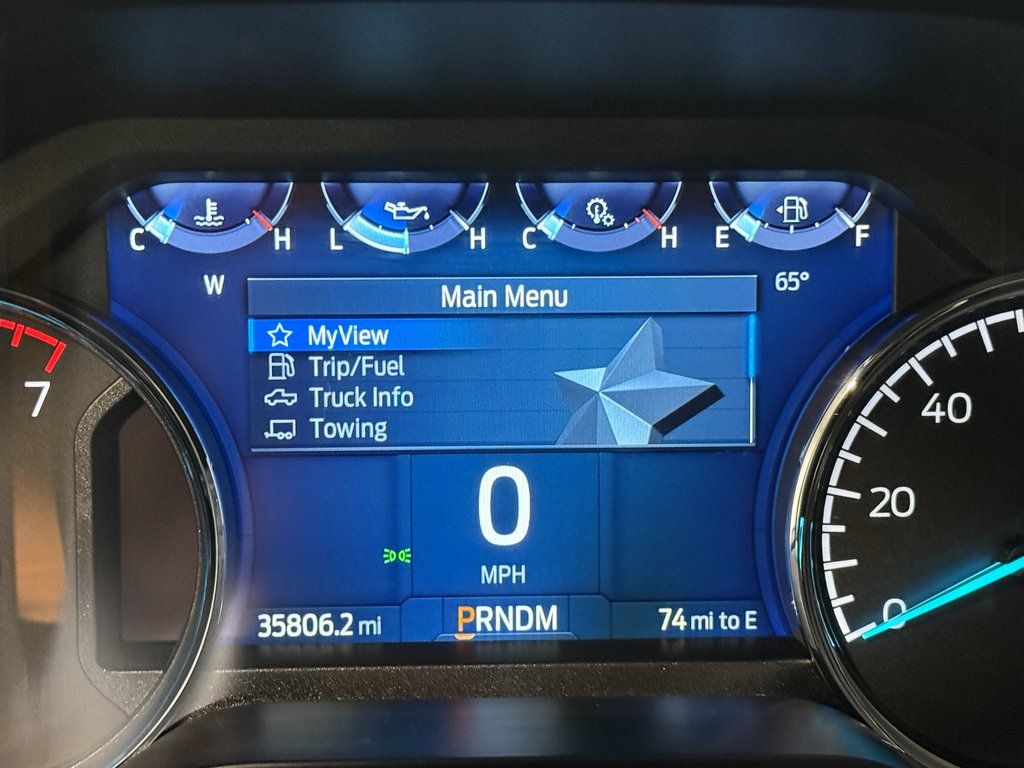 C H L H C H E F
W 65°
Main Menu
MyView
Trip/Fuel
Truck Info
Towing
7
40
20
0
0
MPH
35806.2 mi PRNDM 74 mi to E